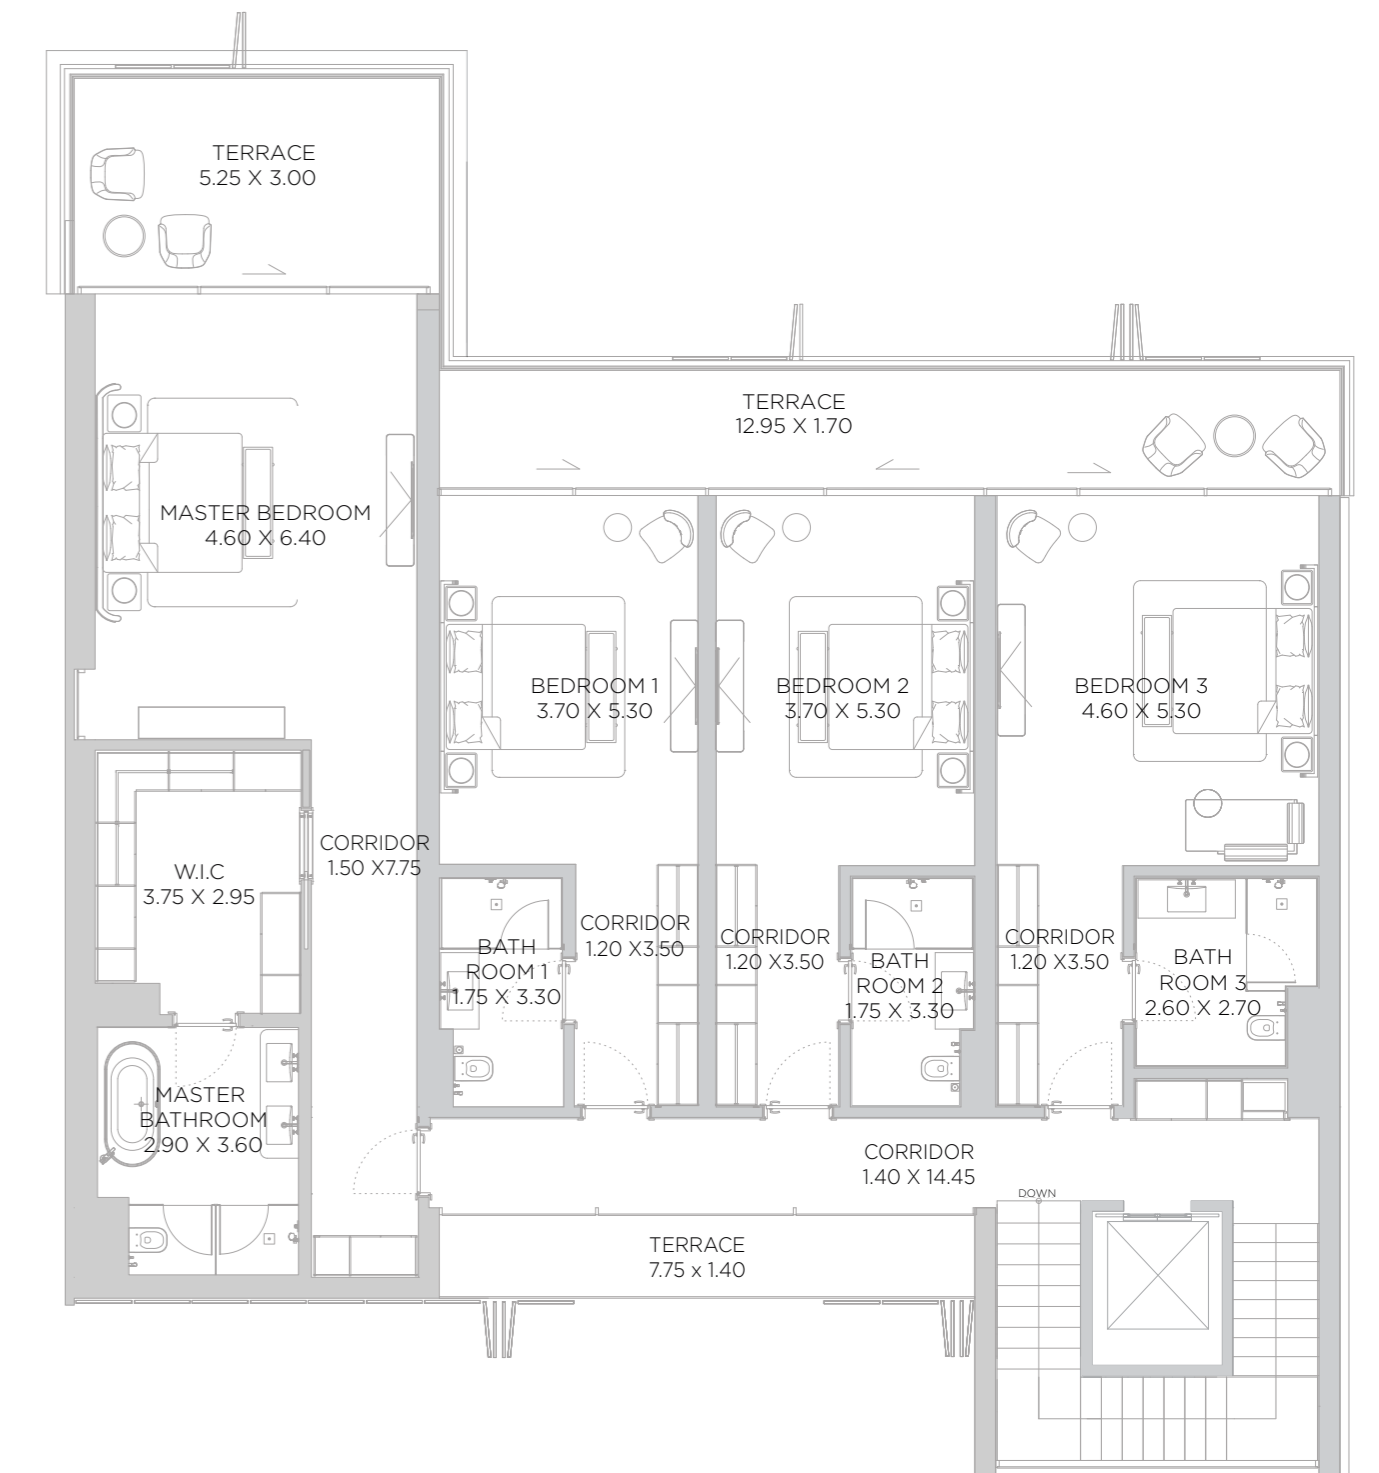 TERRACE
5.25 X 3.00
TERRACE
12.95 X 1.70
MASTER BEDROOM
4.60 X 6.40
BEDROOM 1
3.70 X 5.30
BEDROOM 2
3.70 X 5.30
BEDROOM 3
4.60 X 5.30
CORRIDOR
1.50 X7.75
W.I.C
3.75 X 2.95
CORRIDOR
1.20 X3.50
CORRIDOR
1.20 X3.50
CORRIDOR
1.20 X3.50
BATH
ROOM 1
1.75 X 3.30
BATH
ROOM 2
1.75 X 3.30
BATH
ROOM 3
2.60 X 2.70
MASTER
BATHROOM
2.90 X 3.60
CORRIDOR
1.40 X 14.45
DOWN
TERRACE
7.75 x 1.40